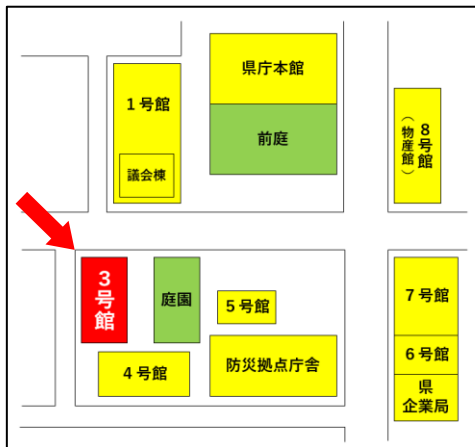 県庁本館
1号館
前庭
議会棟
8号館
（物産館）
3号館
庭園
5号館
7号館
4号館
防災拠点庁舎
6号館
県
企業局